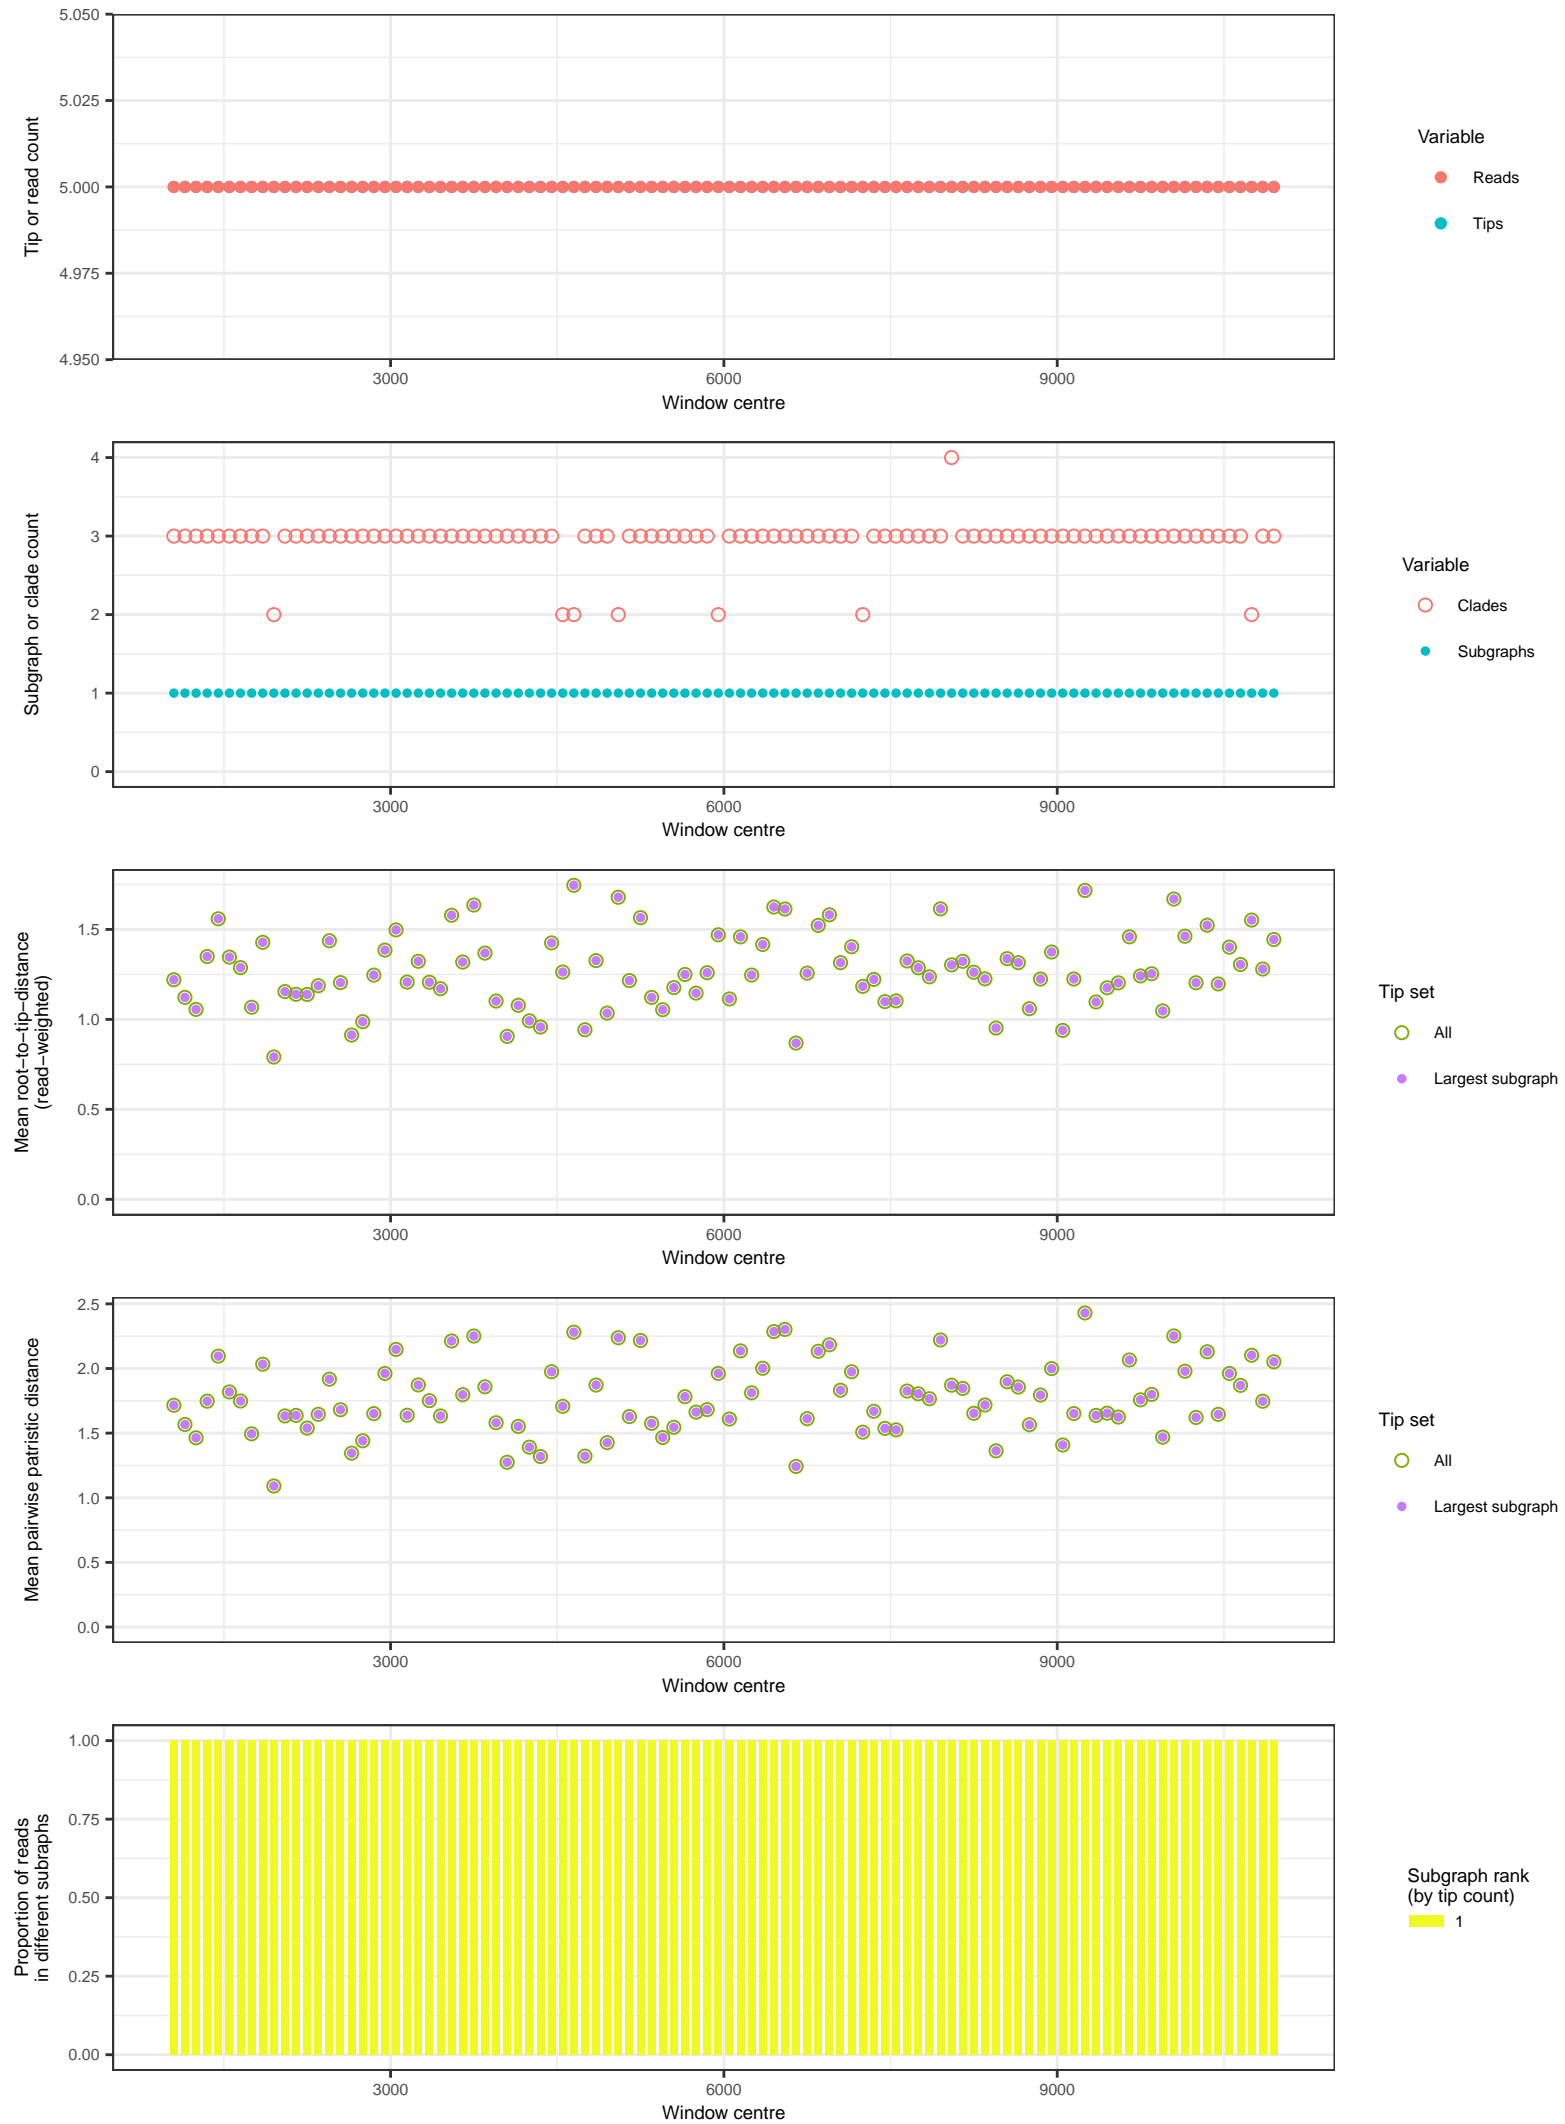 5.050
5.025
5.000
4.975
4.950
Tip or read count
3000 6000 9000
Window centre
Variable
Reads
Tips
4
3
2
1
0
Subgraph or clade count
3000 6000 9000
Window centre
Variable
Clades
Subgraphs
1.5
1.0
0.5
0.0
Mean root−to−tip−distance
(read−weighted)
3000 6000 9000
Window centre
Tip set
All
Largest subgraph
2.5
2.0
1.5
1.0
0.5
0.0
Mean pairwise patristic distance
3000 6000 9000
Window centre
Tip set
All
Largest subgraph
1.00
0.75
0.50
0.25
0.00
Proportion of reads
in different subraphs
3000 6000 9000
Window centre
Subgraph rank
(by tip count)
1